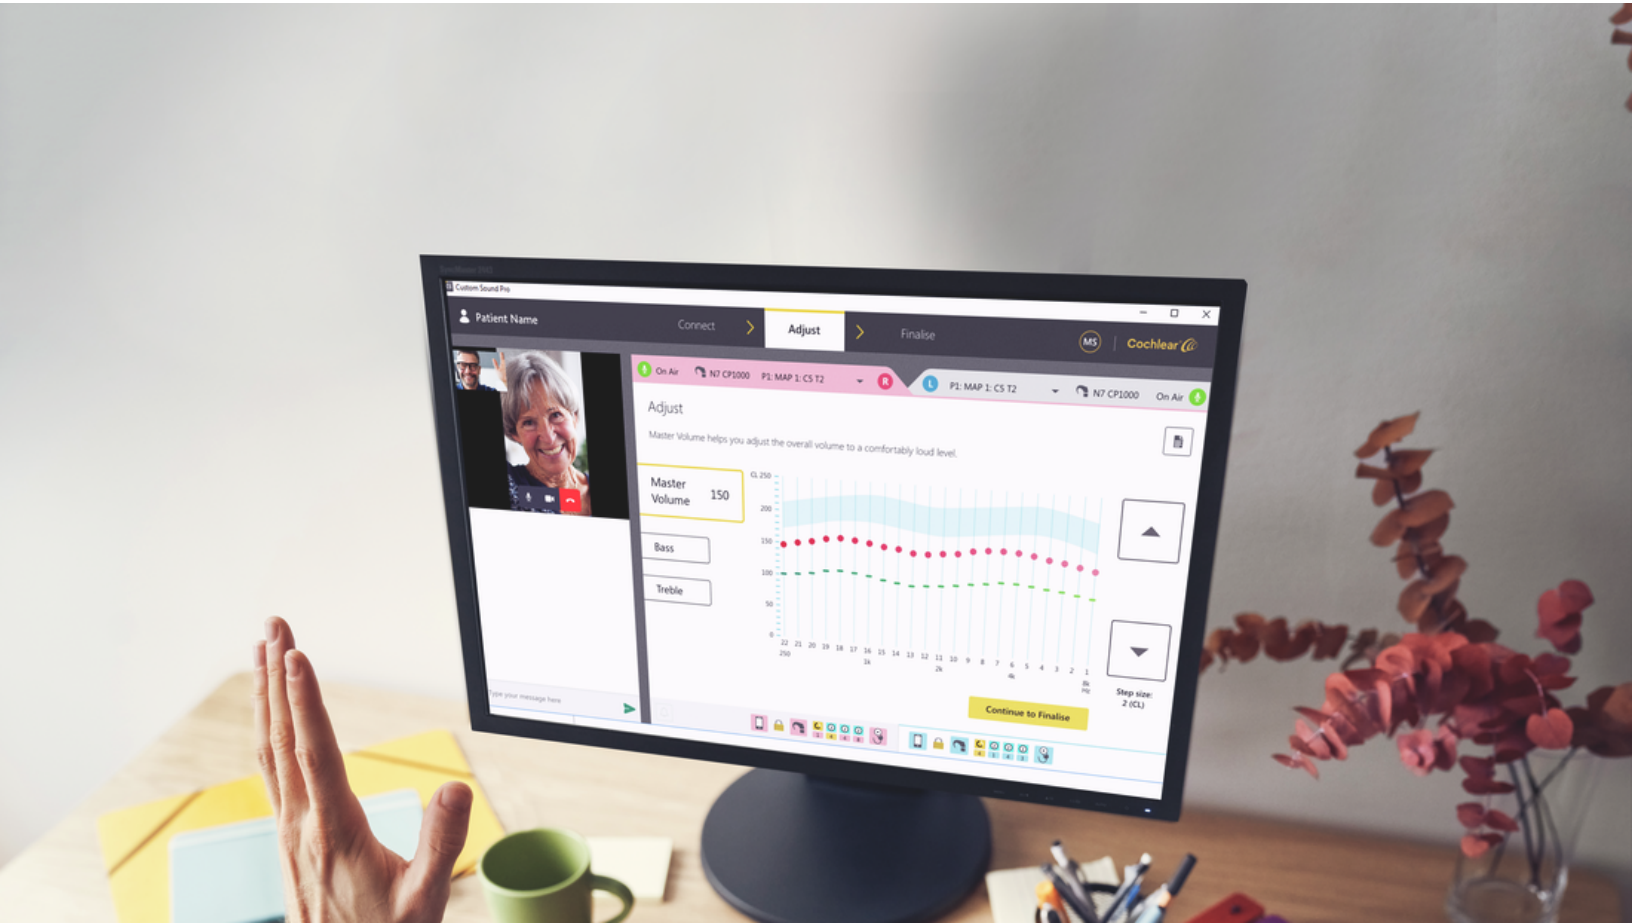 Custom Sound Pro
Patient Name
Connect
Adjust
Finalise
MS
Cochlear
On Air
N7 CP1000
P1: MAP 1: CS T2
R
L
P1: MAP 1: CS T2
N7 CP1000
On Air
Adjust
Master Volume helps you adjust the overall volume to a comfortably loud level.
Master
Volume
150
Bass
Treble
CL 250
200
150
100
50
0
22 21 20 19 18 17 16 15 14 13 12 11 10 9 8 7 6 5 4 3 2 1
250 1k 2k 4k 8k
Hz
Step size:
2 (CL)
Continue to Finalise
Type your message here